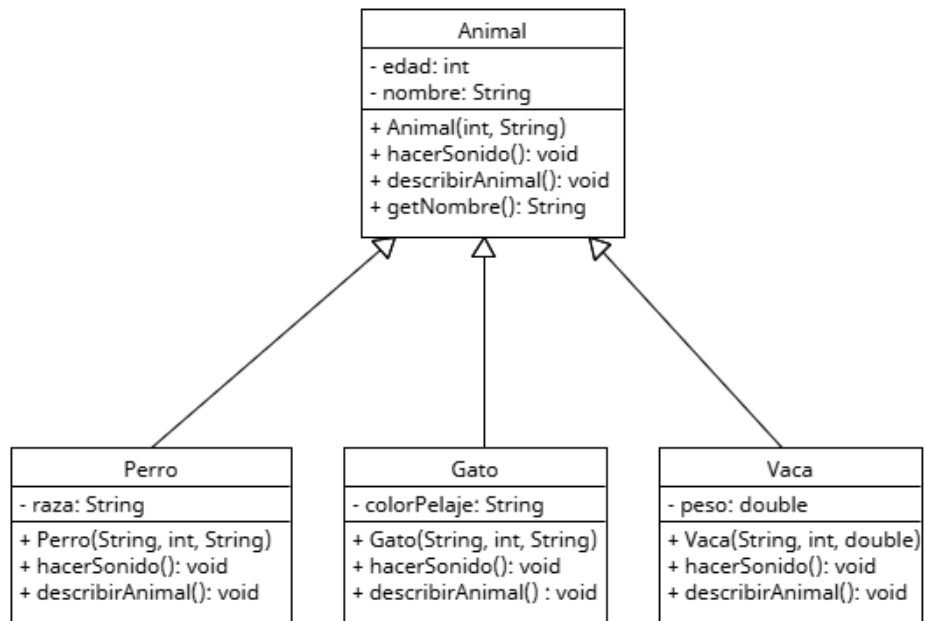 Animal
- edad: int
- nombre: String
+ Animal(int, String)
+ hacerSonido(): void
+ describirAnimal(): void
+ getNombre(): String
Perro
- raza: String
+ Perro(String, int, String)
+ hacerSonido(): void
+ describirAnimal(): void
Gato
- colorPelaje: String
+ Gato(String, int, String)
+ hacerSonido(): void
+ describirAnimal() : void
Vaca
- peso: double
+ Vaca(String, int, double)
+ hacerSonido(): void
+ describirAnimal(): void